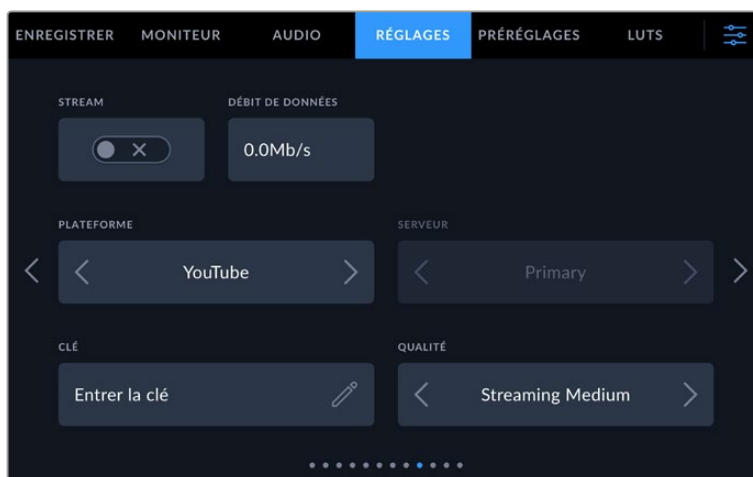 ENREGISTRER MONITEUR AUDIO RÉGLAGES PRÉRÉGLAGES LUTS
STREAM DÉBIT DE DONNÉES
0.0Mb/s
PLATEFORME SERVEUR
YouTube Primary
CLÉ QUALITÉ
Entrer la clé Streaming Medium